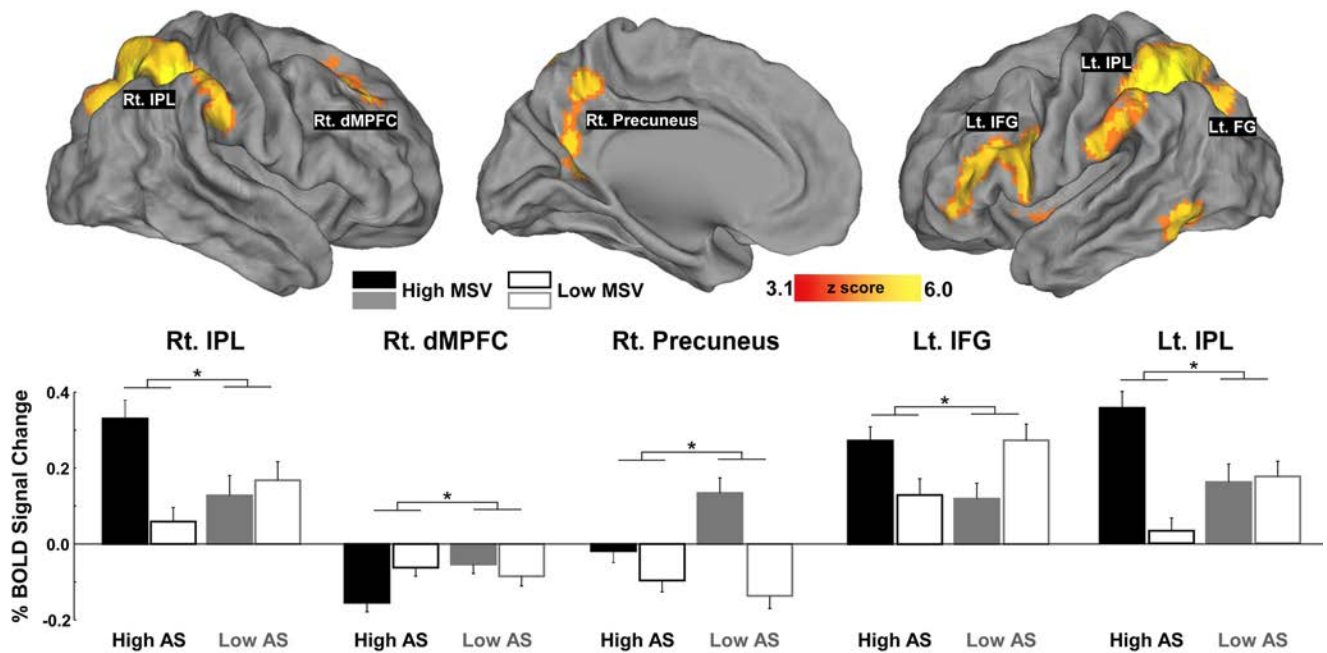 Rt. IPL
Rt. dMPFC
Rt. Precuneus
Lt. IPL
Lt. IFG
Lt. FG
High MSV
Low MSV
3.1 z score 6.0
Rt. IPL Rt. dMPFC Rt. Precuneus Lt. IFG Lt. IPL
% BOLD Signal Change
0.4
0.2
0.0
-0.2
*
*
*
*
*
High AS Low AS High AS Low AS High AS Low AS High AS Low AS High AS Low AS